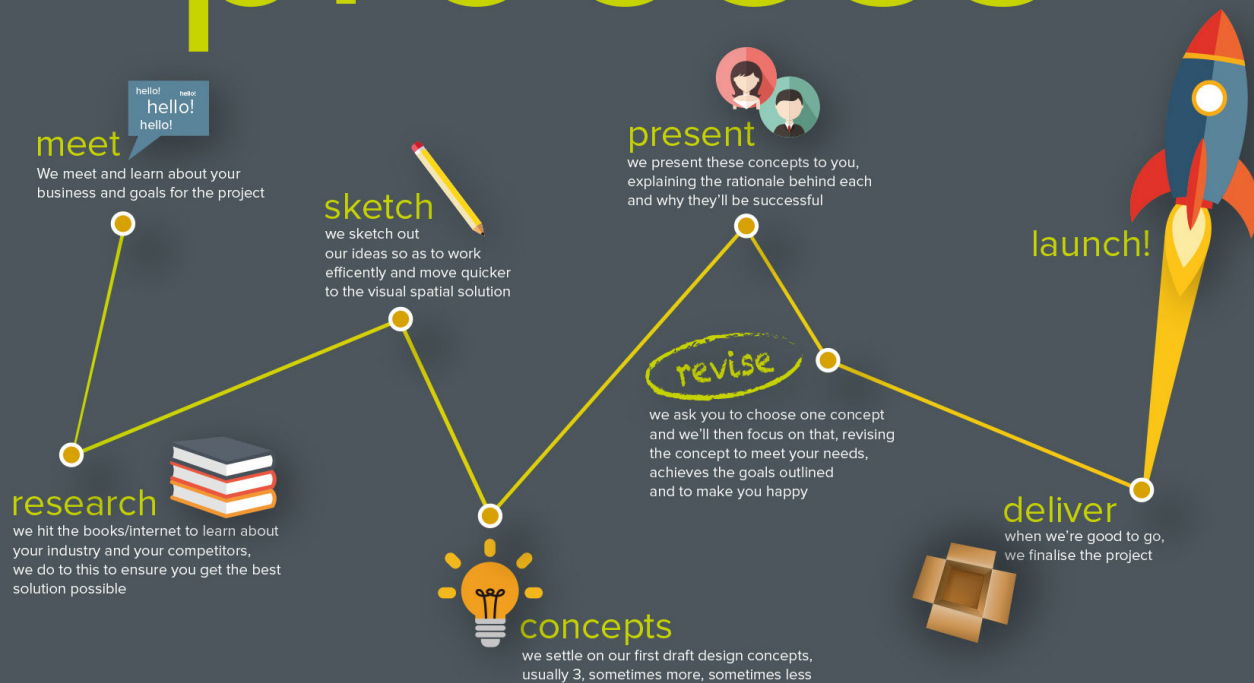 process
hello!
hello!
hello!
hello!
meet
We meet and learn about your
business and goals for the project
research
we hit the books/internet to learn about
your industry and your competitors,
we do to this to ensure you get the best
solution possible
sketch
we sketch out
our ideas so as to work
efficently and move quicker
to the visual spatial solution
concepts
we settle on our first draft design concepts,
usually 3, sometimes more, sometimes less
present
we present these concepts to you,
explaining the rationale behind each
and why they'll be successful
revise
we ask you to choose one concept
and we'll then focus on that, revising
the concept to meet your needs,
achieves the goals outlined
and to make you happy
deliver
when we're good to go,
we finalise the project
launch!